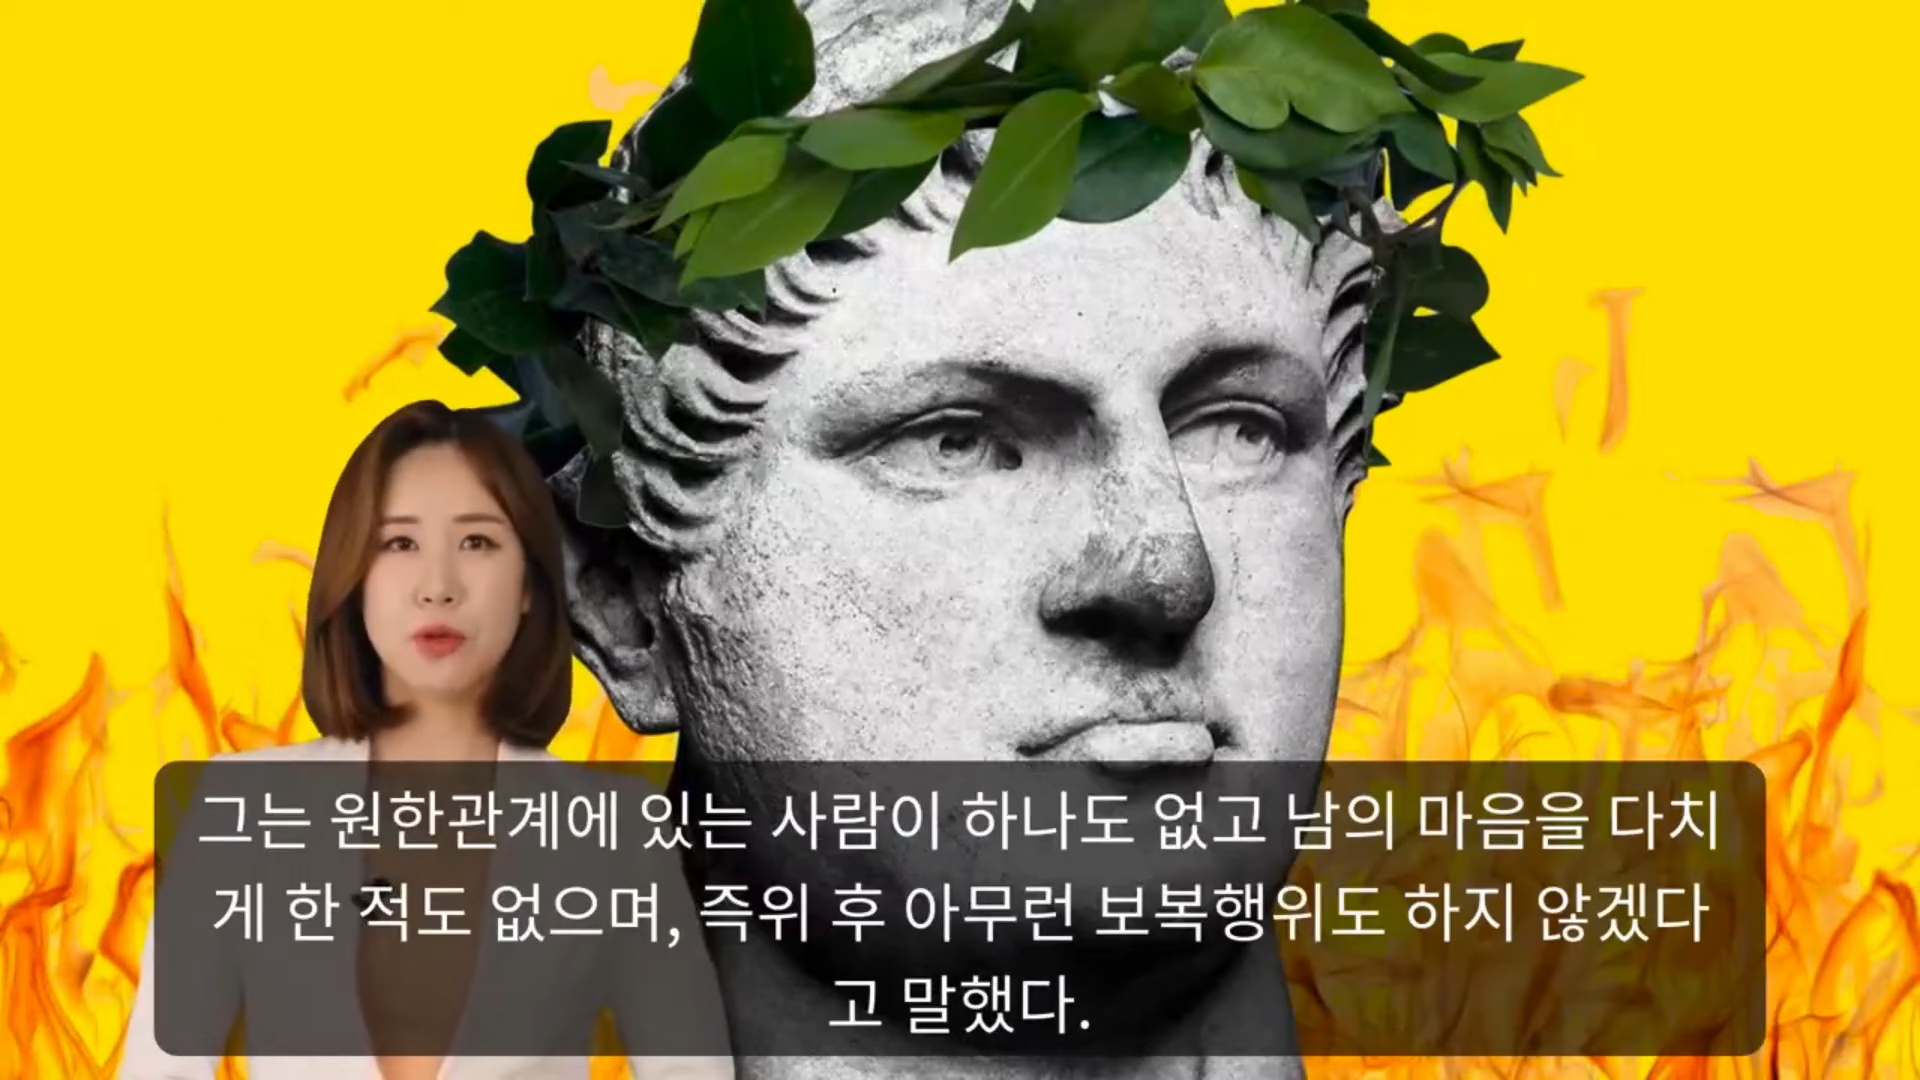 그는 원한관계에 있는 사람이 하나도 없고 남의 마음을 다치
게 한 적도 없으며, 즉위 후 아무런 보복행위도 하지 않겠다
고 말했다.